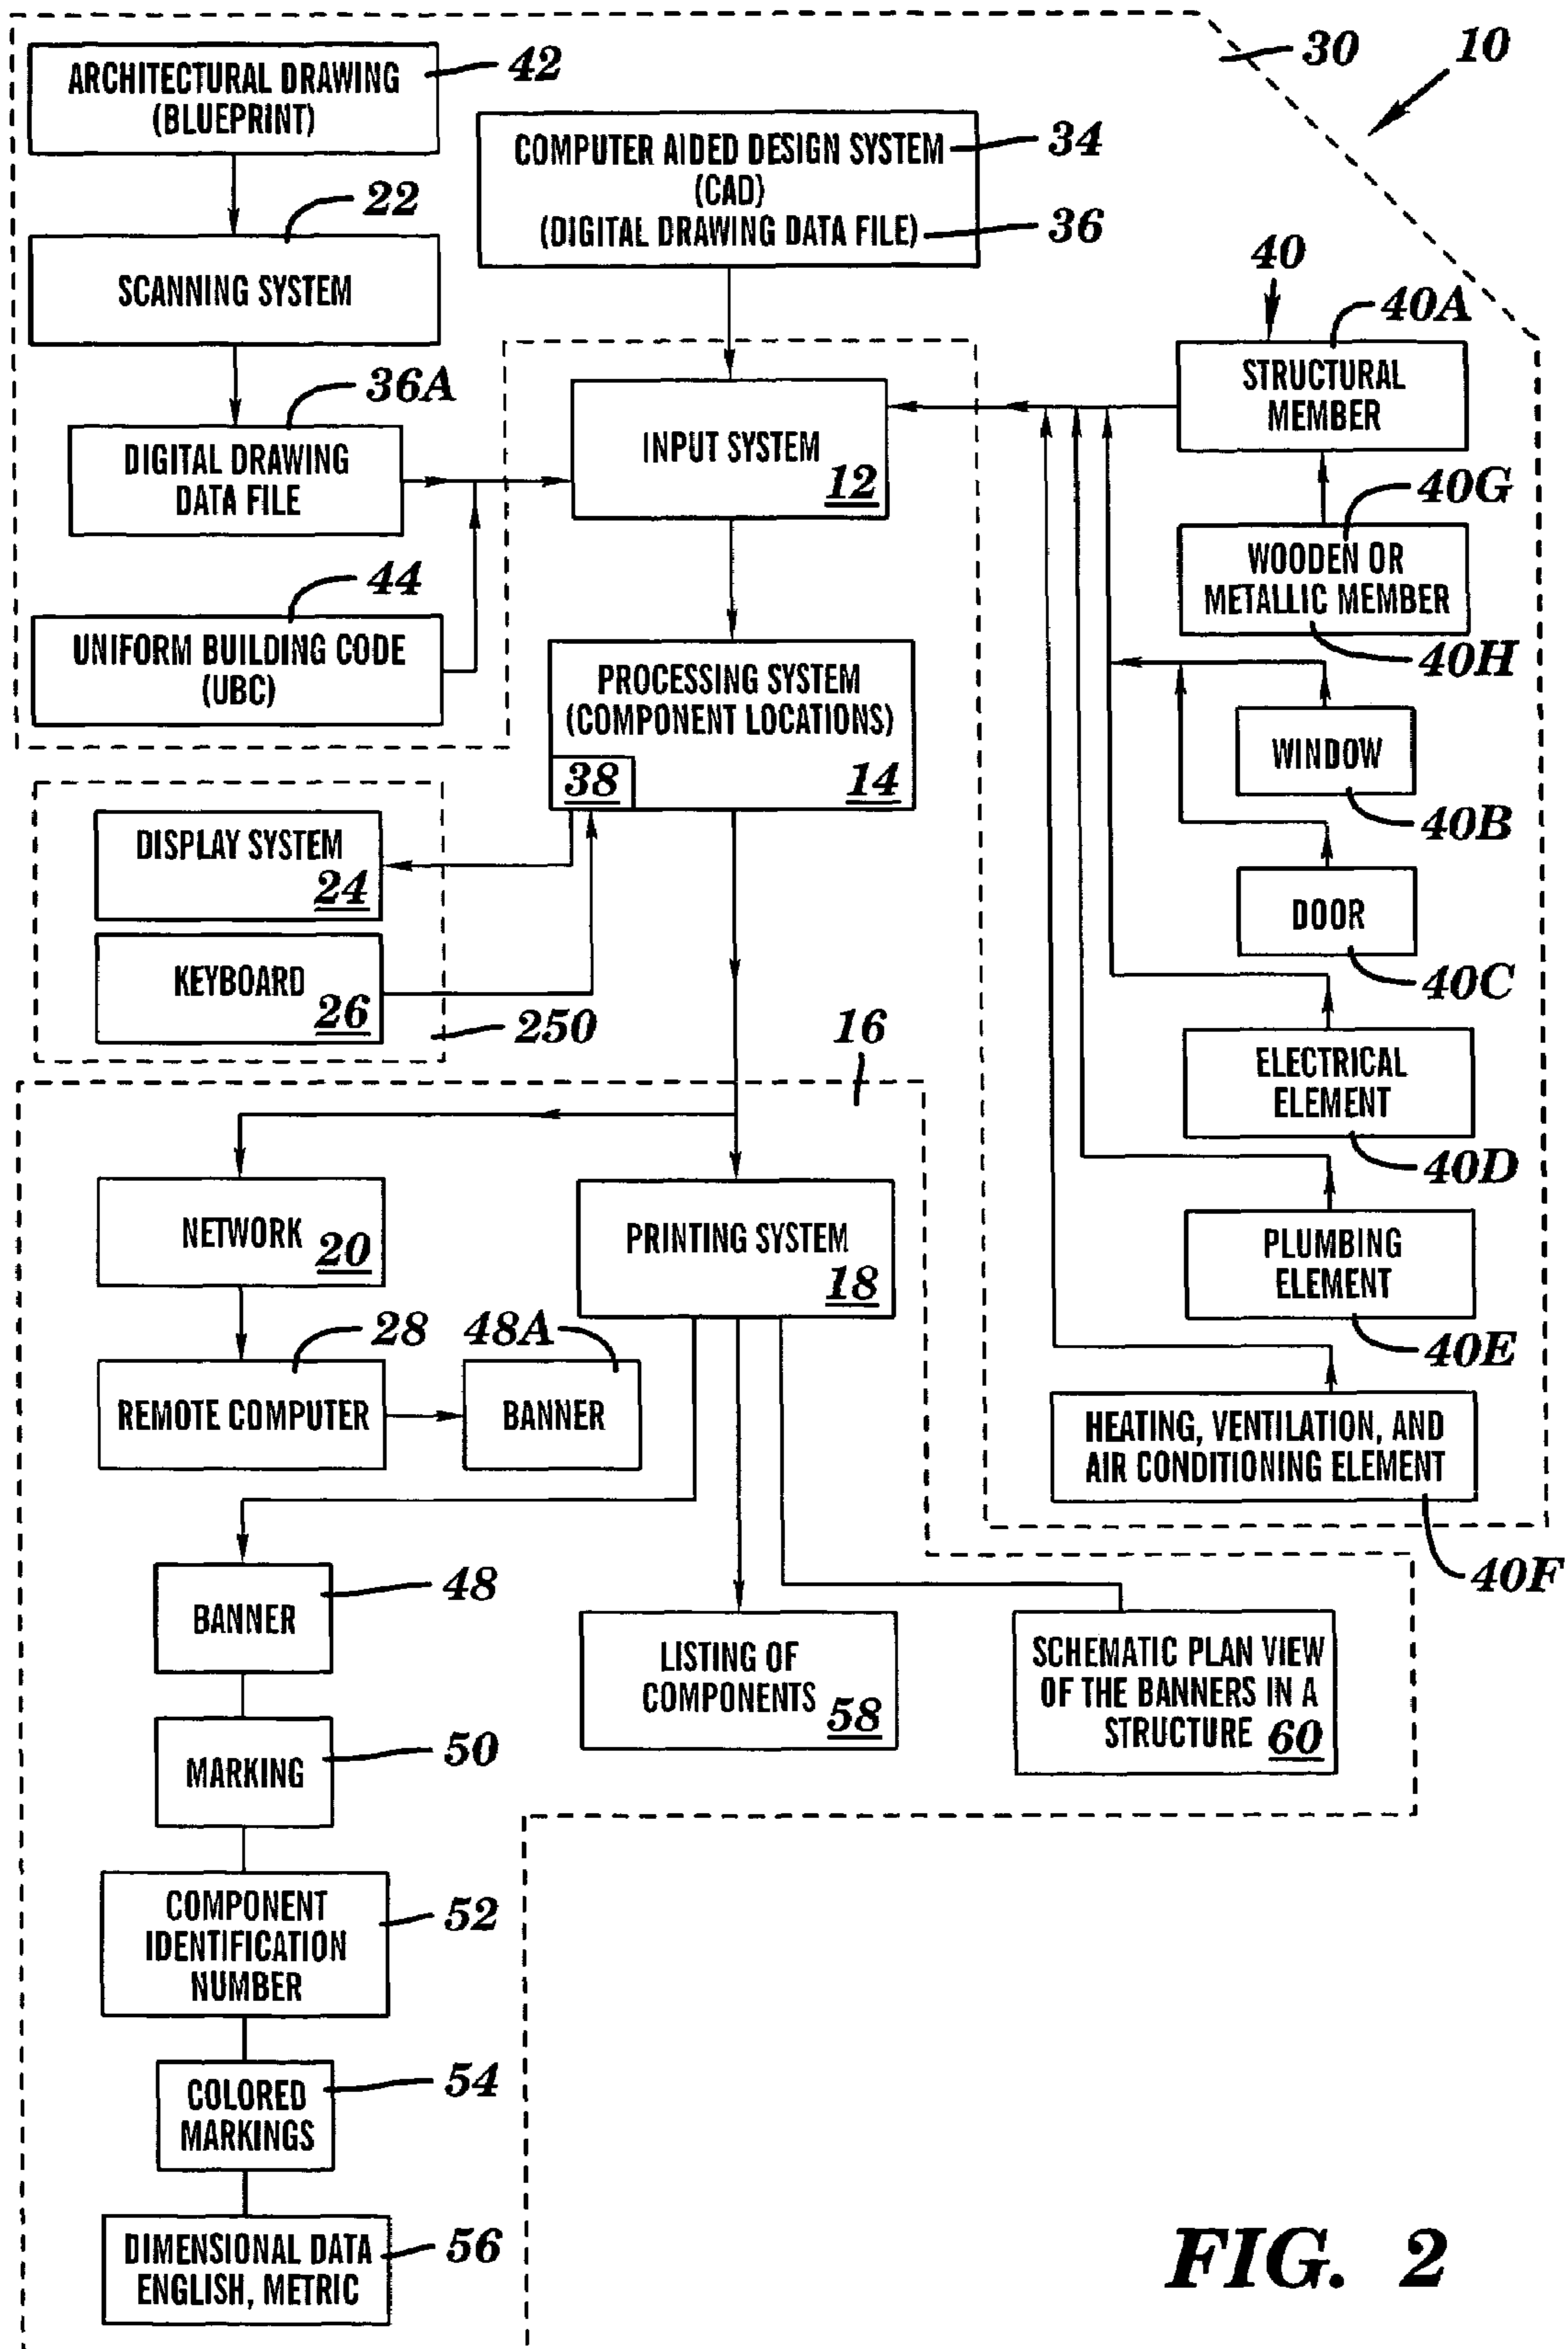 30
10
ARCHITECTURAL DRAWING
(BLUEPRINT)
42
COMPUTER AIDED DESIGN SYSTEM
34
(CAD)
(DIGITAL DRAWING DATA FILE)
36
22
SCANNING SYSTEM
36A
DIGITAL DRAWING
DATA FILE
44
UNIFORM BUILDING CODE
(UBC)
INPUT SYSTEM
12
40
40A
STRUCTURAL
MEMBER
40G
WOODEN OR
METALLIC MEMBER
40H
WINDOW
40B
DOOR
40C
ELECTRICAL
ELEMENT
40D
PLUMBING
ELEMENT
40E
HEATING, VENTILATION, AND
AIR CONDITIONING ELEMENT
40F
PROCESSING SYSTEM
(COMPONENT LOCATIONS)
38
14
DISPLAY SYSTEM
24
KEYBOARD
26
250
16
NETWORK
20
PRINTING SYSTEM
18
28
REMOTE COMPUTER
48A
BANNER
BANNER
48
MARKING
50
COMPONENT
IDENTIFICATION
NUMBER
52
COLORED
MARKINGS
54
DIMENSIONAL DATA
ENGLISH, METRIC
56
LISTING OF
COMPONENTS
58
SCHEMATIC PLAN VIEW
OF THE BANNERS IN A
STRUCTURE
60
FIG. 2